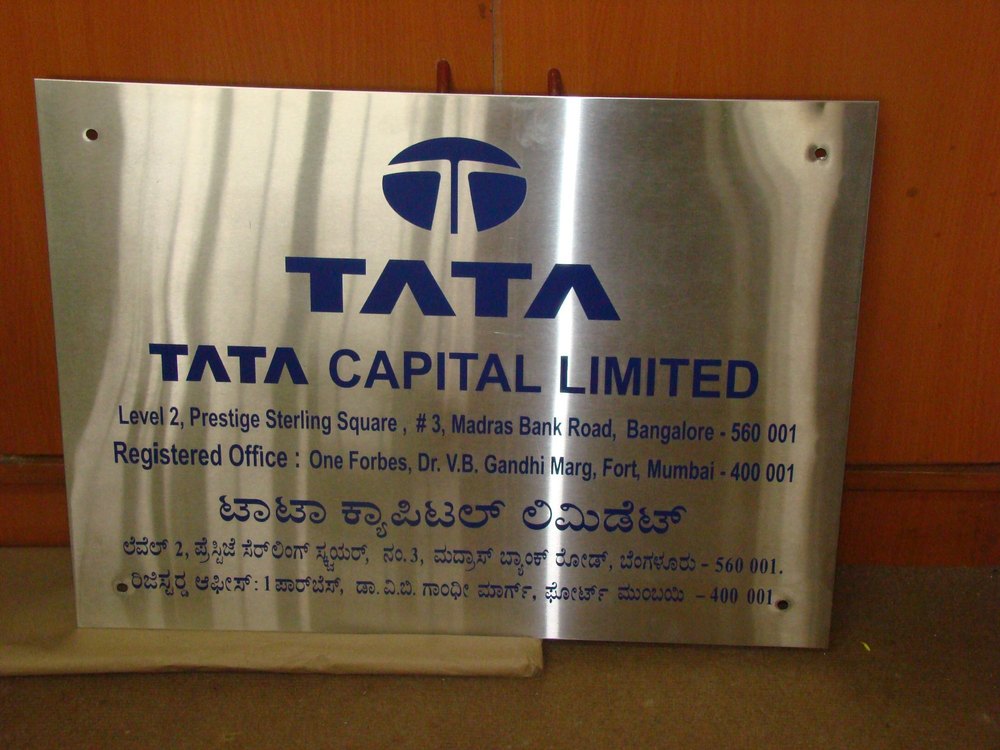 TATA
TATA CAPITAL LIMITED
Level 2, Prestige Sterling Square , # 3, Madras Bank Road, Bangalore - 560 001
Registered Office : One Forbes, Dr. V.B. Gandhi Marg, Fort, Mumbai - 400 001
ಟಾಟಾ ಕ್ಯಾಪಿಟಲ್ ಲಿಮಿಡೆಟ್
ಲೆವೆಲ್ 2, ಪ್ರೆಸ್ಟಿಜೆ ಸೆರ್‌ಲಿಂಗ್ ಸ್ಕ್ವಯರ್, ನಂ. 3, ಮದ್ರಾಸ್ ಬ್ಯಾಂಕ್ ರೋಡ್, ಬೆಂಗಳೂರು - 560 001.
ರಿಜಿಸ್ಟರ್ಡ ಆಫೀಸ್ : 1 ಪಾರ್‌ಬೆಸ್, ಡಾ. ವಿ.ಬಿ. ಗಾಂಧೀ ಮಾರ್ಗ್, ಫೋರ್ಟ್ ಮುಂಬಯಿ - 400 001